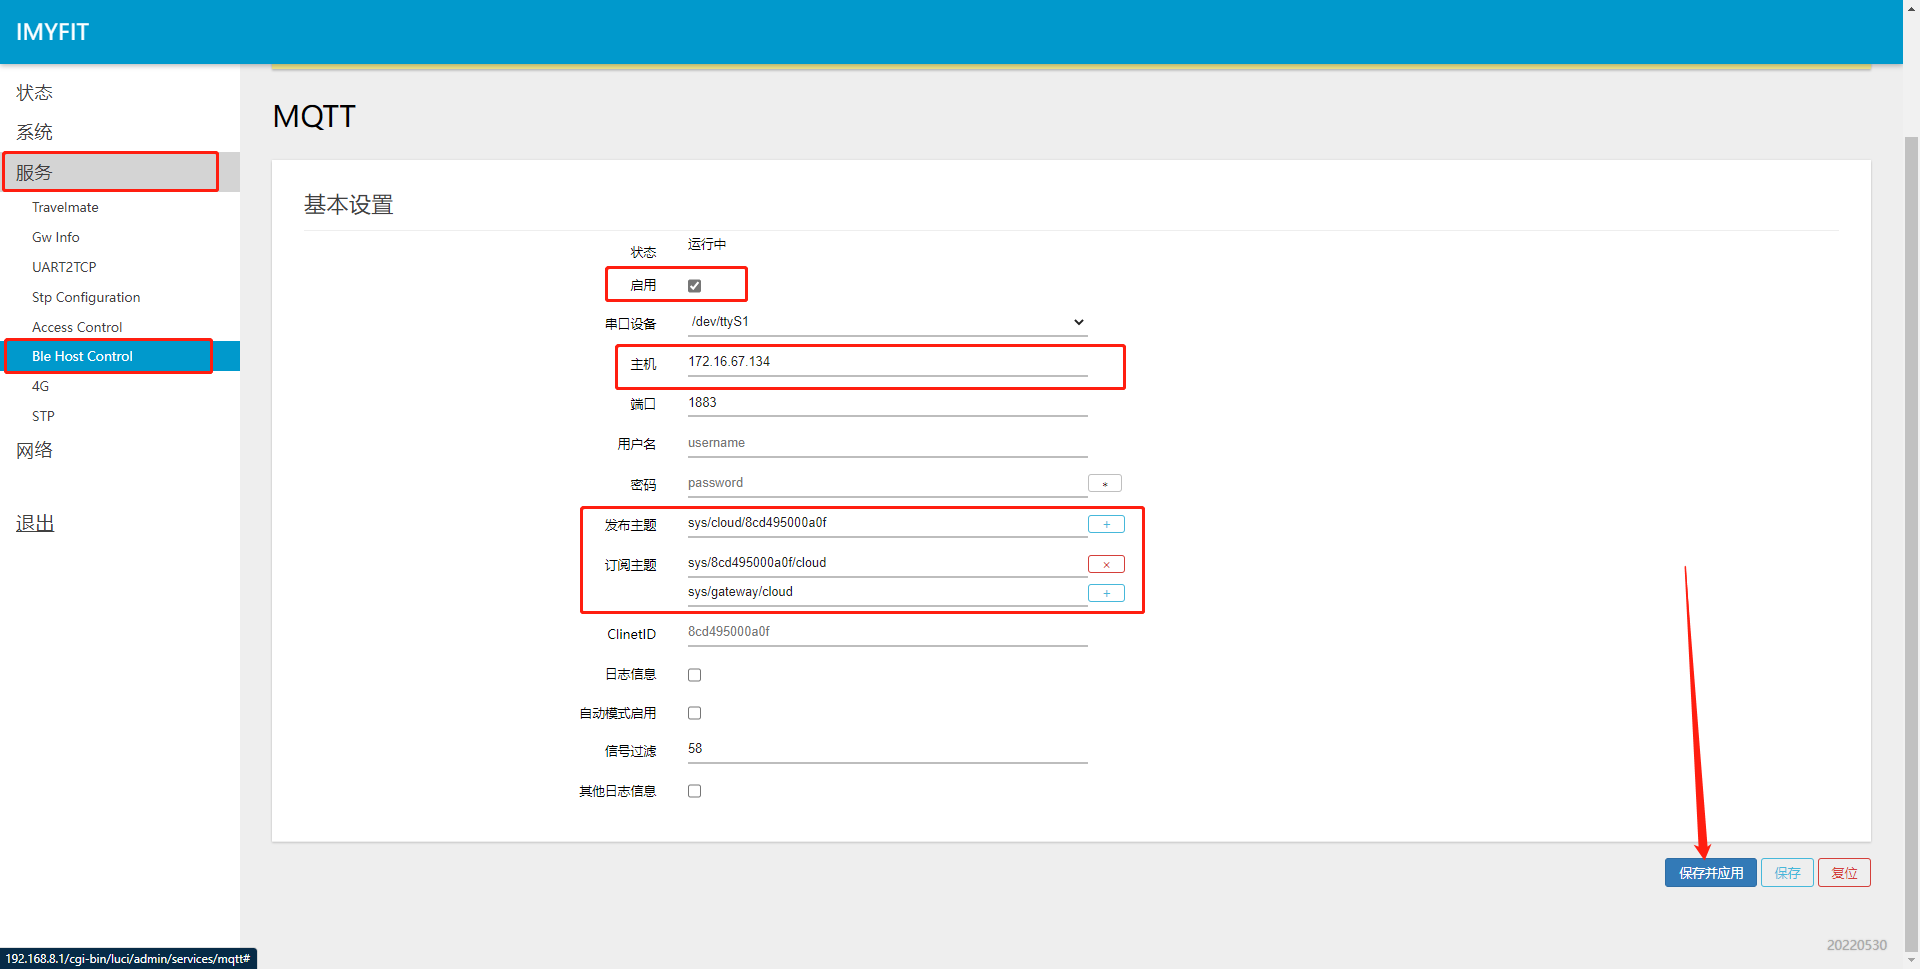 IMYFIT
状态
系统
服务
Travelmate
Gw Info
UART2TCP
Stp Configuration
Access Control
Ble Host Control
4G
STP
网络
退出
MQTT
基本设置
状态 运行中
启用
串口设备 /dev/ttyS1
主机 172.16.67.134
端口 1883
用户名 username
密码 password *
发布主题 sys/cloud/8cd495000a0f +
订阅主题 sys/8cd495000a0f/cloud ×
sys/gateway/cloud +
ClinetID 8cd495000a0f
日志信息
自动模式启用
信号过滤 58
其他日志信息
保存并应用 保存 复位
20220530
192.168.8.1/cgi-bin/luci/admin/services/mqtt#